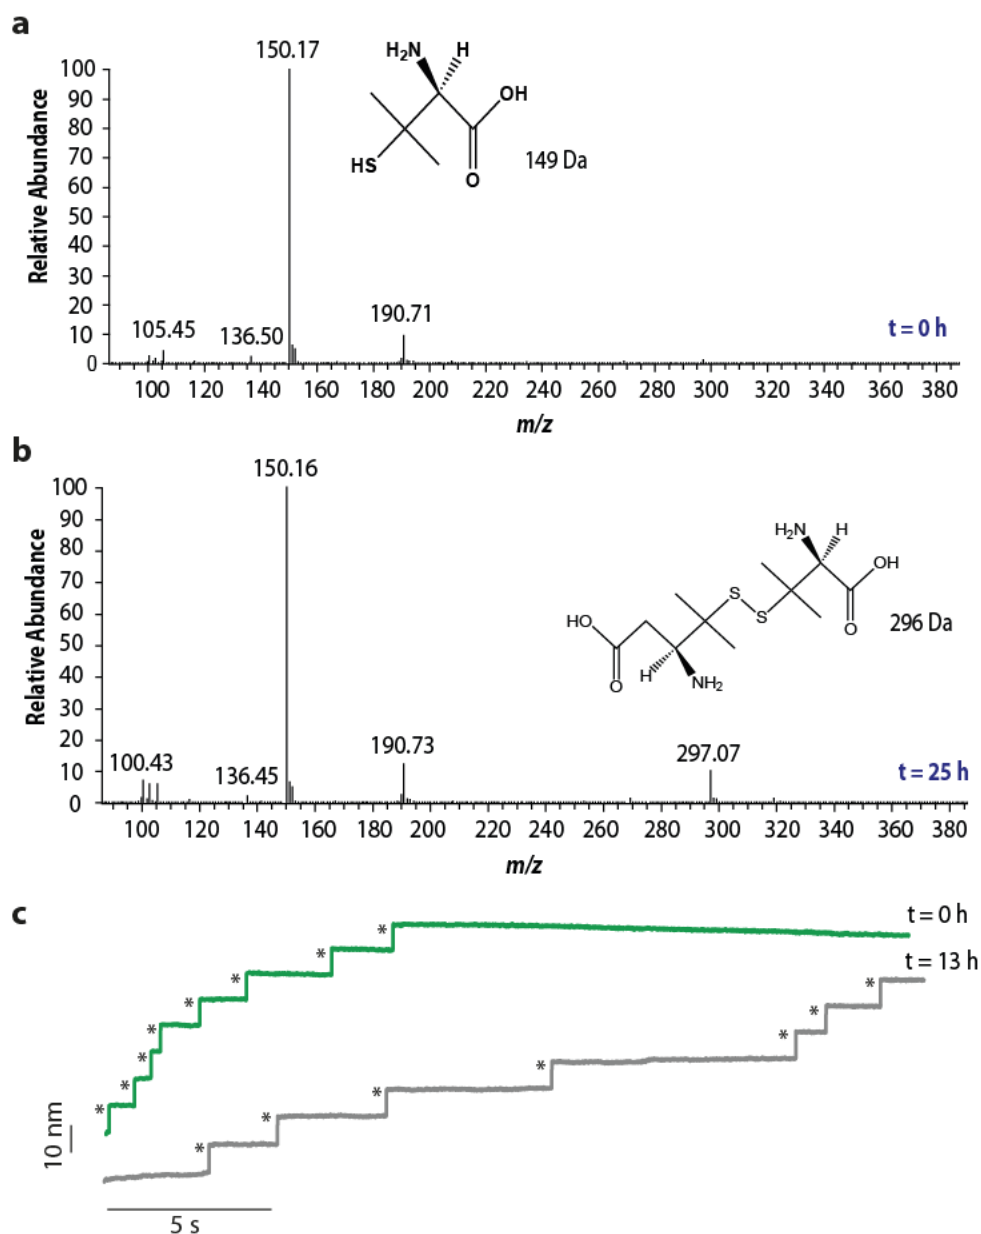 a
150.17
H₂N
H
OH
HS
O
149 Da
100
90
80
70
60
50
40
30
20
10
0
Relative Abundance
105.45
136.50
190.71
t = 0 h
100 120 140 160 180 200 220 240 260 280 300 320 340 360 380
m/z
b
150.16
100
90
80
70
60
50
40
30
20
10
0
Relative Abundance
H₂N
H
OH
S
S
O
HO
O
H
NH₂
296 Da
100.43
136.45
190.73
297.07
t = 25 h
100 120 140 160 180 200 220 240 260 280 300 320 340 360 380
m/z
c
t = 0 h
t = 13 h
* * * * * * * *
* * * * * * *
10 nm
5 s